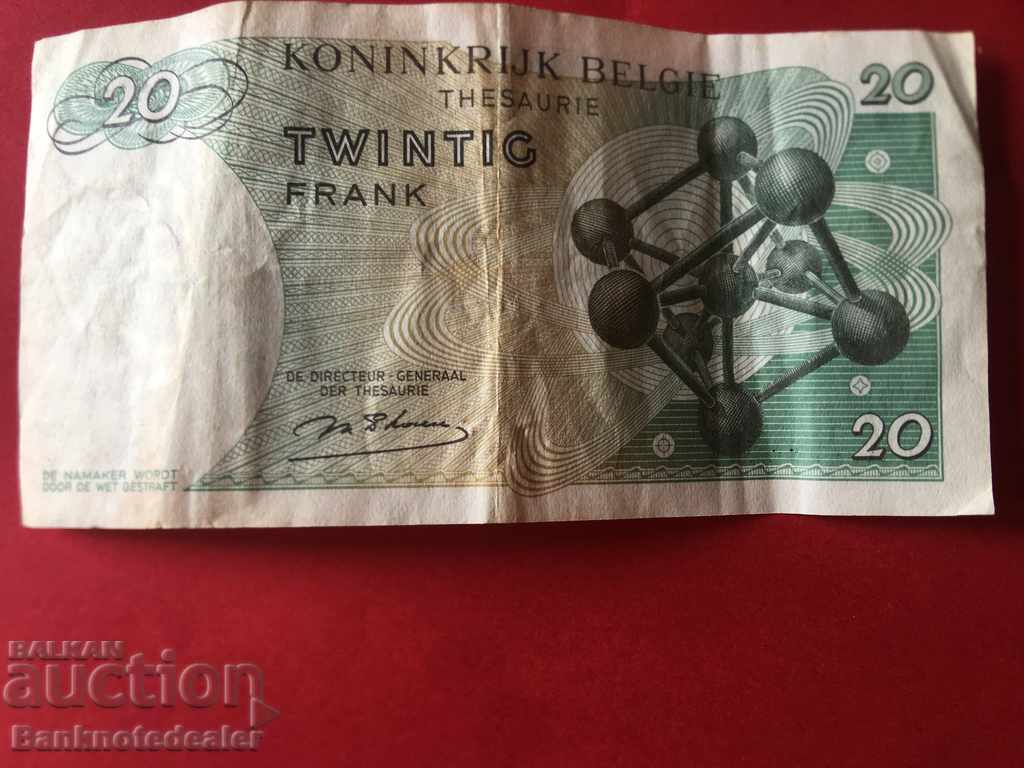 20
KONINKRIJK BELGIE
THESAURIE
20
TWINTIG
FRANK
DE DIRECTEUR-GENERAAL
DER THESAURIE
20
DE NAMAKER WORDT
DOOR DE WET GESTRAFT
BALKAN
auction
Banknotedealer